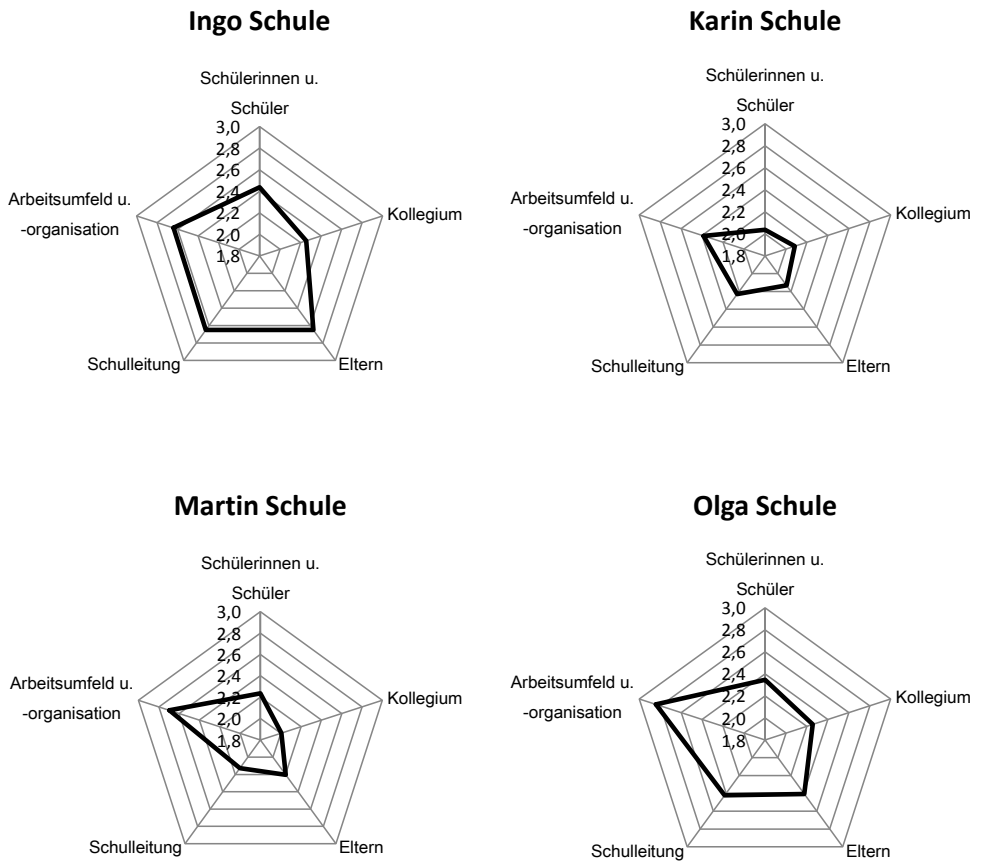 Ingo Schule
Schülerinnen u.
Schüler
3,0
2,8
2,6
2,4
2,2
2,0
1,8
Kollegium
Eltern
Schulleitung
Arbeitsumfeld u.
-organisation
Karin Schule
Schülerinnen u.
Schüler
3,0
2,8
2,6
2,4
2,2
2,0
1,8
Kollegium
Eltern
Schulleitung
Arbeitsumfeld u.
-organisation
Martin Schule
Schülerinnen u.
Schüler
3,0
2,8
2,6
2,4
2,2
2,0
1,8
Kollegium
Eltern
Schulleitung
Arbeitsumfeld u.
-organisation
Olga Schule
Schülerinnen u.
Schüler
3,0
2,8
2,6
2,4
2,2
2,0
1,8
Kollegium
Eltern
Schulleitung
Arbeitsumfeld u.
-organisation